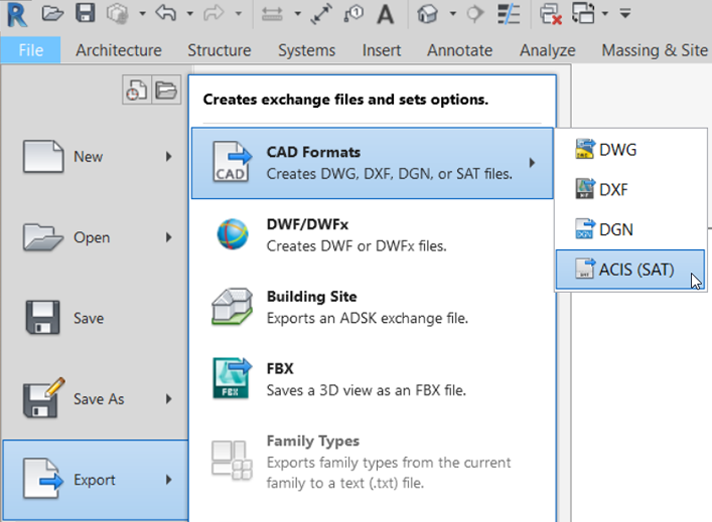 File Architecture Structure Systems Insert Annotate Analyze Massing & Site
Creates exchange files and sets options.
New
Open
Save
Save As
Export
CAD
CAD Formats
Creates DWG, DXF, DGN, or SAT files.
DWF/DWFx
Creates DWF or DWFx files.
Building Site
Exports an ADSK exchange file.
FBX
FBX
Saves a 3D view as an FBX file.
Family Types
Exports family types from the current
family to a text (.txt) file.
DWG
DXF
DGN
ACIS (SAT)